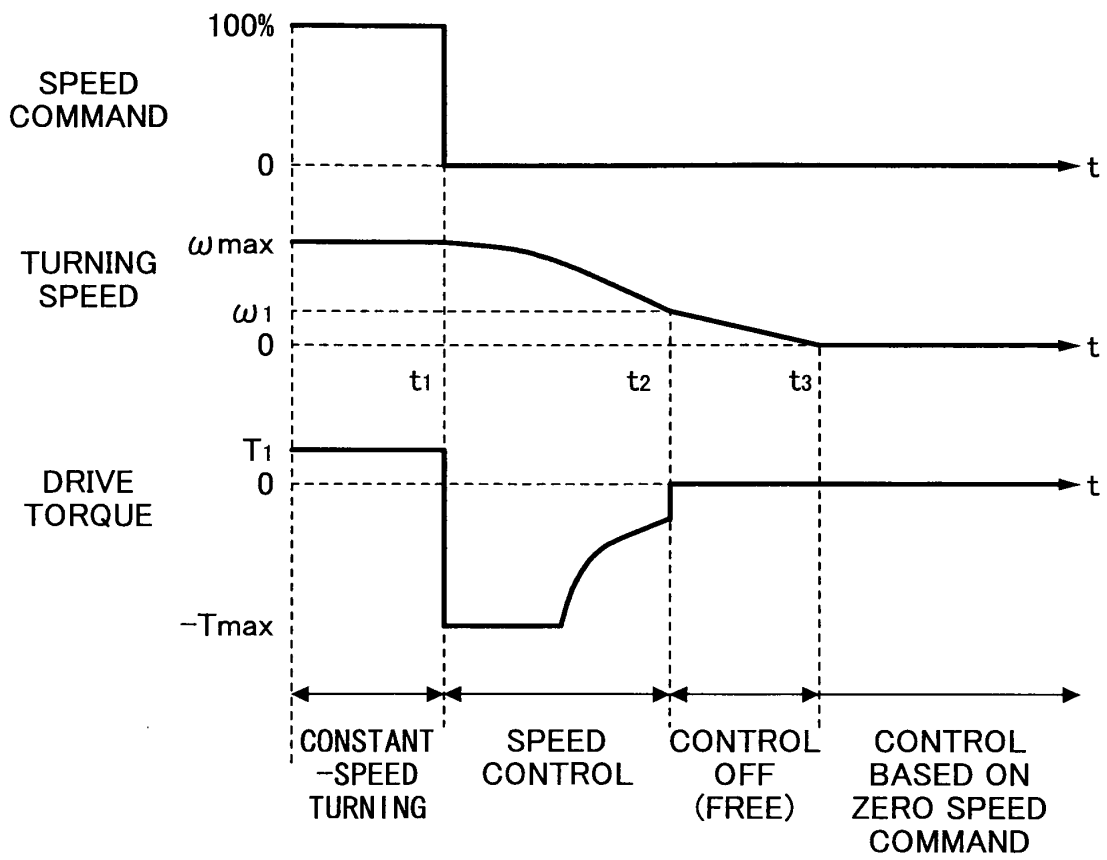 100%
SPEED
COMMAND
0
t
ωmax
TURNING
SPEED
ω1
0
t
t1
t2
t3
T1
DRIVE
TORQUE
0
t
-Tmax
CONSTANT
-SPEED
TURNING
SPEED
CONTROL
CONTROL
OFF
(FREE)
CONTROL
BASED ON
ZERO SPEED
COMMAND